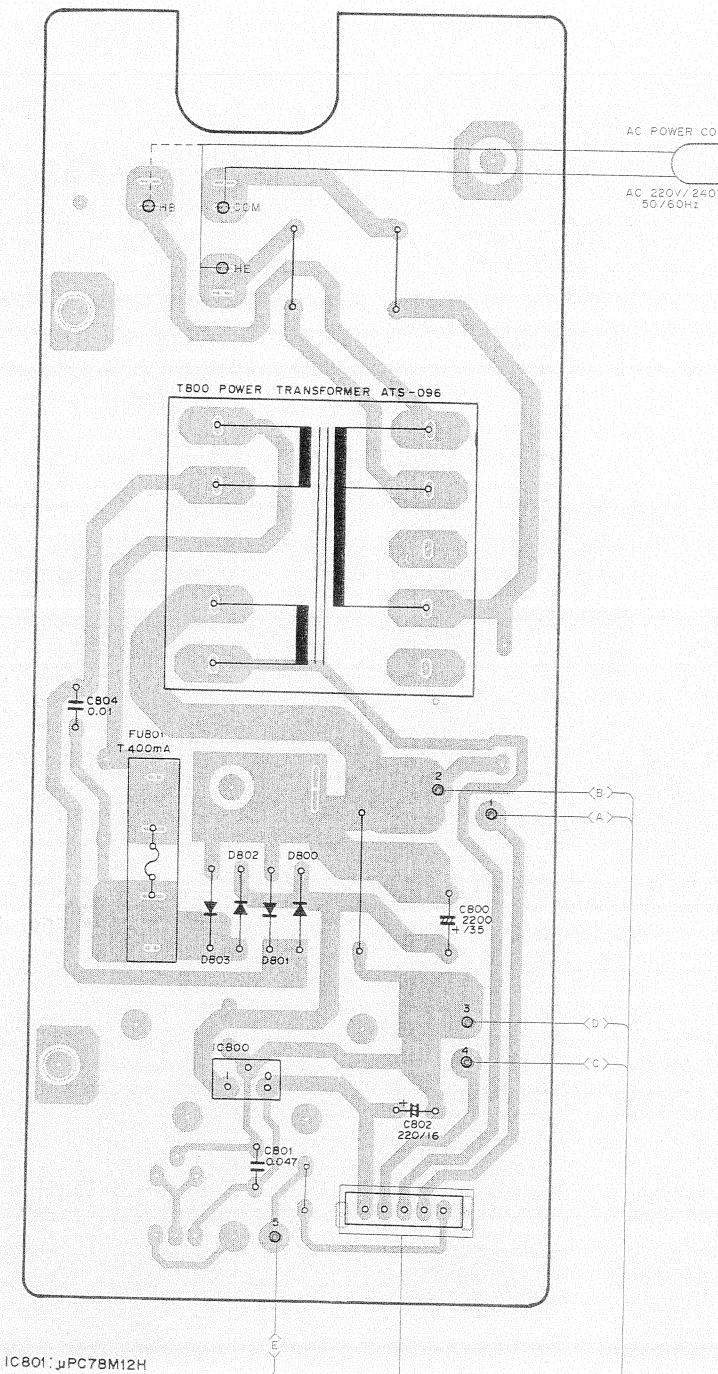 AC POWER CO
AC 220V/240
50/60Hz
HB
COM
HE
T800 POWER TRANSFORMER ATS-096
C804
0.01
FU801
T 400mA
2
1
B
A
D802
D800
C800
2200
+/35
D803
D801
3
D
4
C
IC800
I
O
+
C802
220/16
C801
0.047
5
E
IC801:µPC78M12H